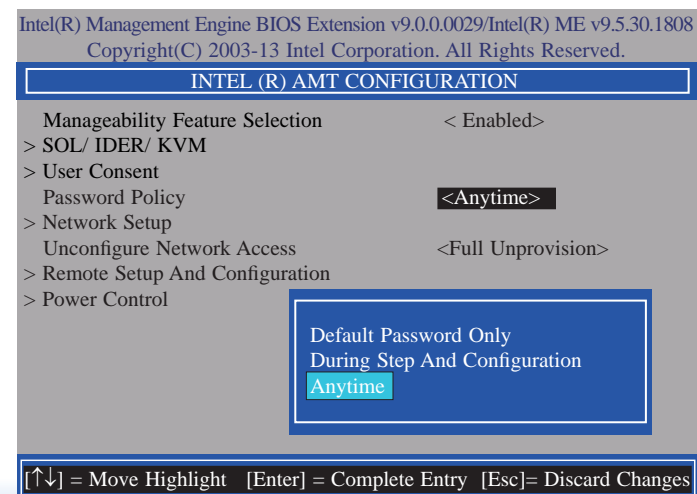 Intel(R) Management Engine BIOS Extension v9.0.0.0029/Intel(R) ME v9.5.30.1808
Copyright(C) 2003-13 Intel Corporation. All Rights Reserved.
INTEL (R) AMT CONFIGURATION
Manageability Feature Selection < Enabled>
> SOL/ IDER/ KVM
> User Consent
Password Policy <Anytime>
> Network Setup
Unconfigure Network Access <Full Unprovision>
> Remote Setup And Configuration
> Power Control
Default Password Only
During Step And Configuration
Anytime
[↑↓] = Move Highlight [Enter] = Complete Entry [Esc]= Discard Changes